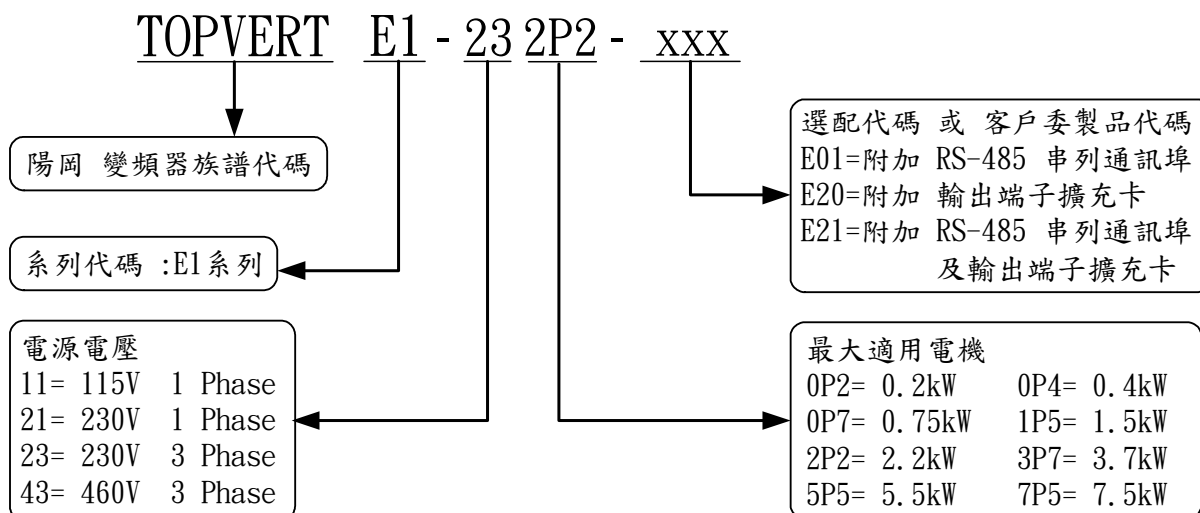 TOPVERT E1 - 23 2P2 - xxx
陽岡 變頻器族譜代碼
系列代碼 :E1系列
電源電壓
11= 115V 1 Phase
21= 230V 1 Phase
23= 230V 3 Phase
43= 460V 3 Phase
選配代碼 或 客戶委製品代碼
E01=附加 RS-485 串列通訊埠
E20=附加 輸出端子擴充卡
E21=附加 RS-485 串列通訊埠
及輸出端子擴充卡
最大適用電機
0P2= 0.2kW 0P4= 0.4kW
0P7= 0.75kW 1P5= 1.5kW
2P2= 2.2kW 3P7= 3.7kW
5P5= 5.5kW 7P5= 7.5kW